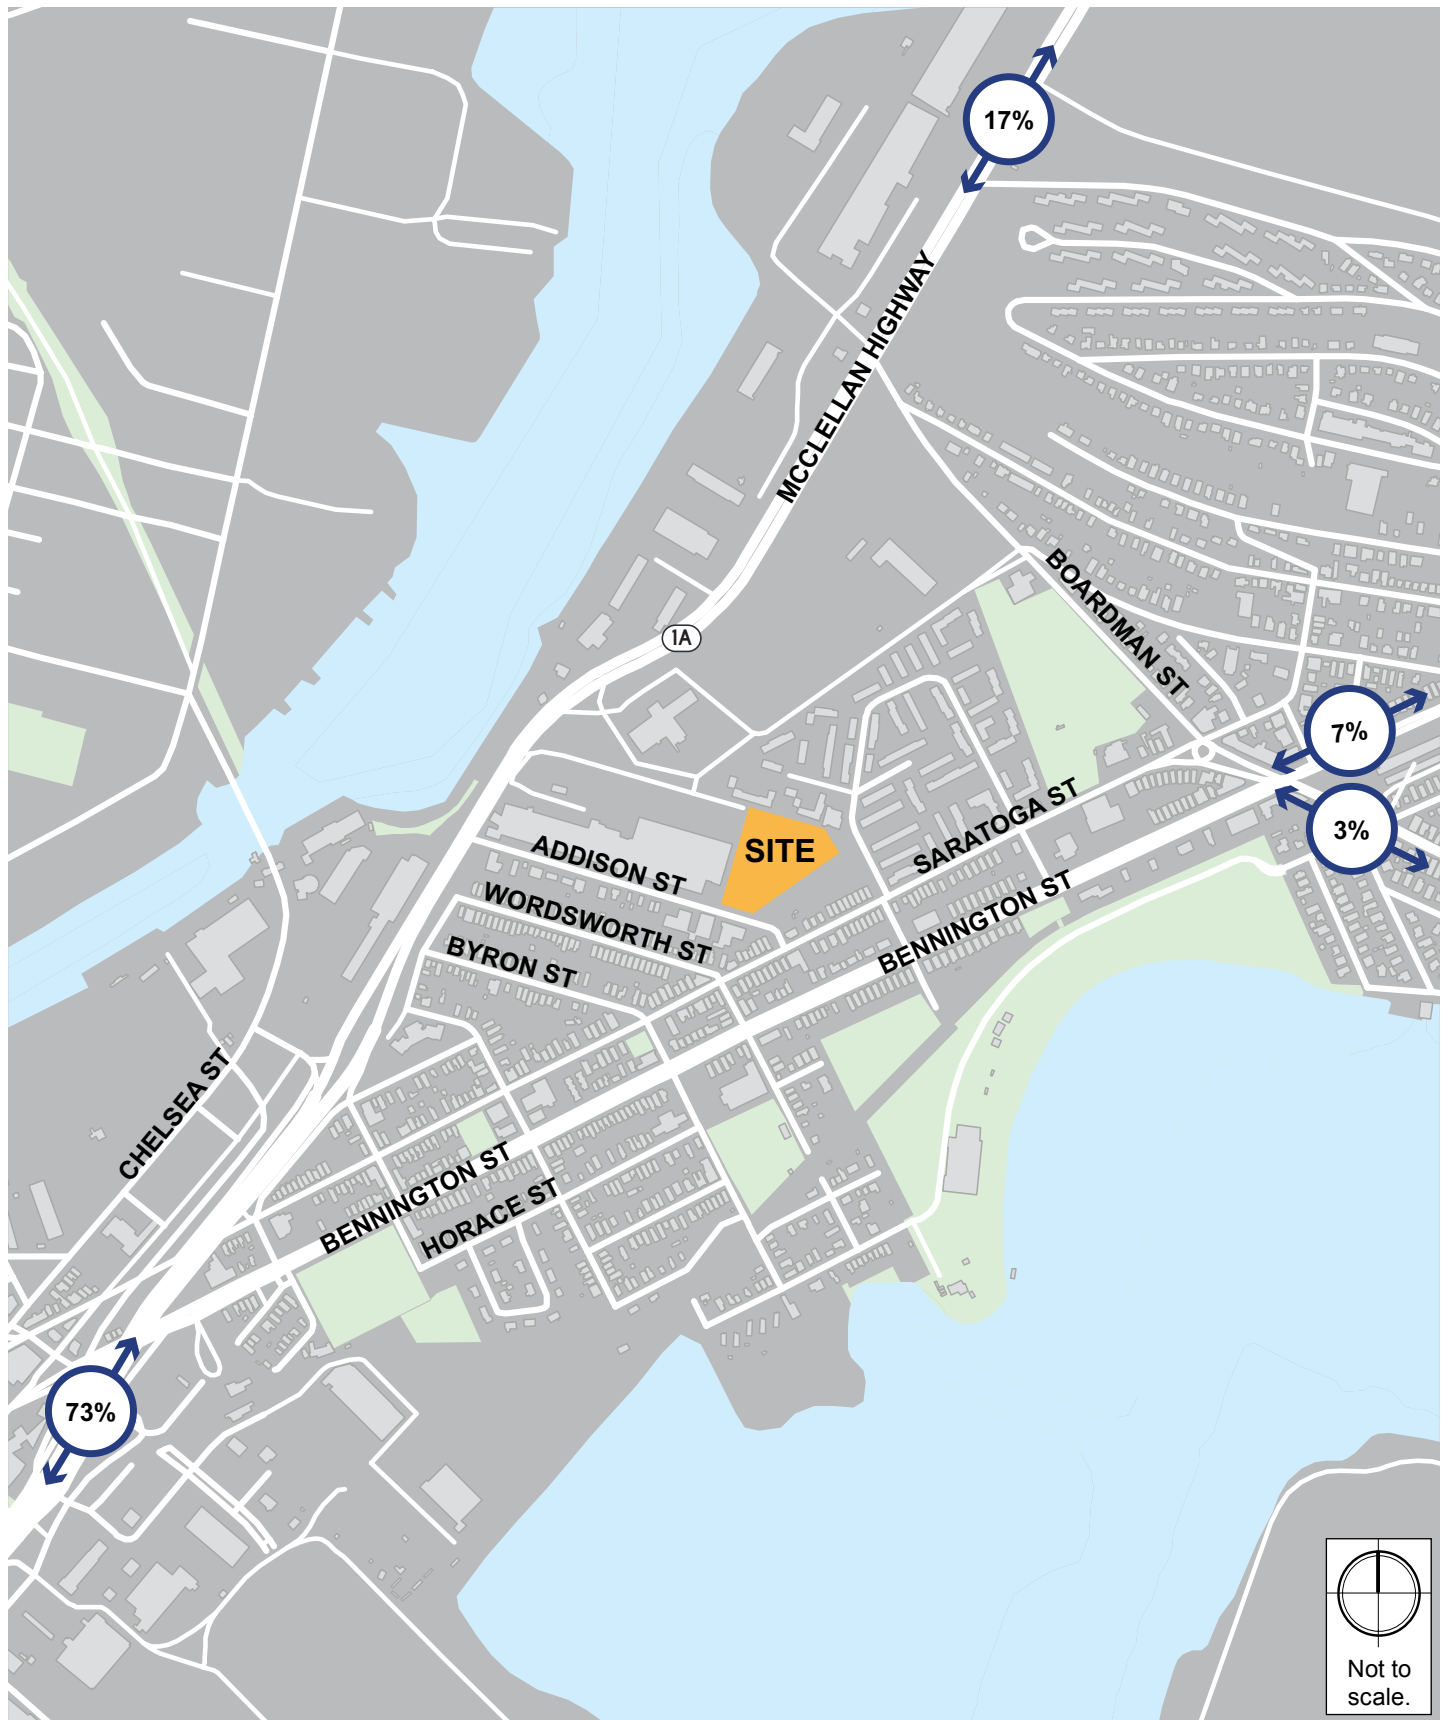 17%
MCCLELLAN HIGHWAY
BOARDMAN ST
1A
7%
SARATOGA ST
3%
SITE
ADDISON ST
WORDSWORTH ST
BENNINGTON ST
BYRON ST
CHELSEA ST
BENNINGTON ST
HORACE ST
73%
Not to
scale.